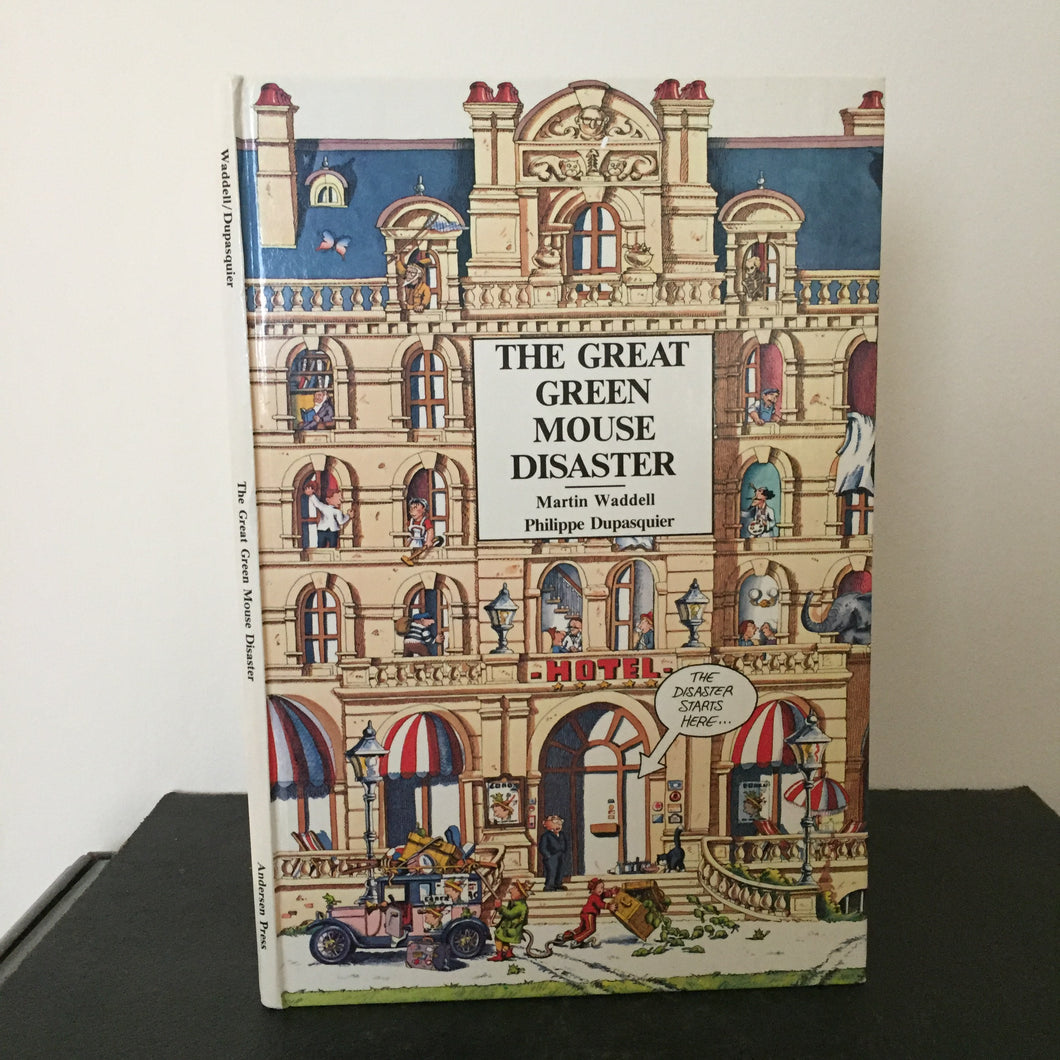 Waddell/Dupasquier
The Great Green Mouse Disaster
Andersen Press
THE GREAT
GREEN
MOUSE
DISASTER
Martin Waddell
Philippe Dupasquier
-HOTEL-
THE
DISASTER
STARTS
HERE...